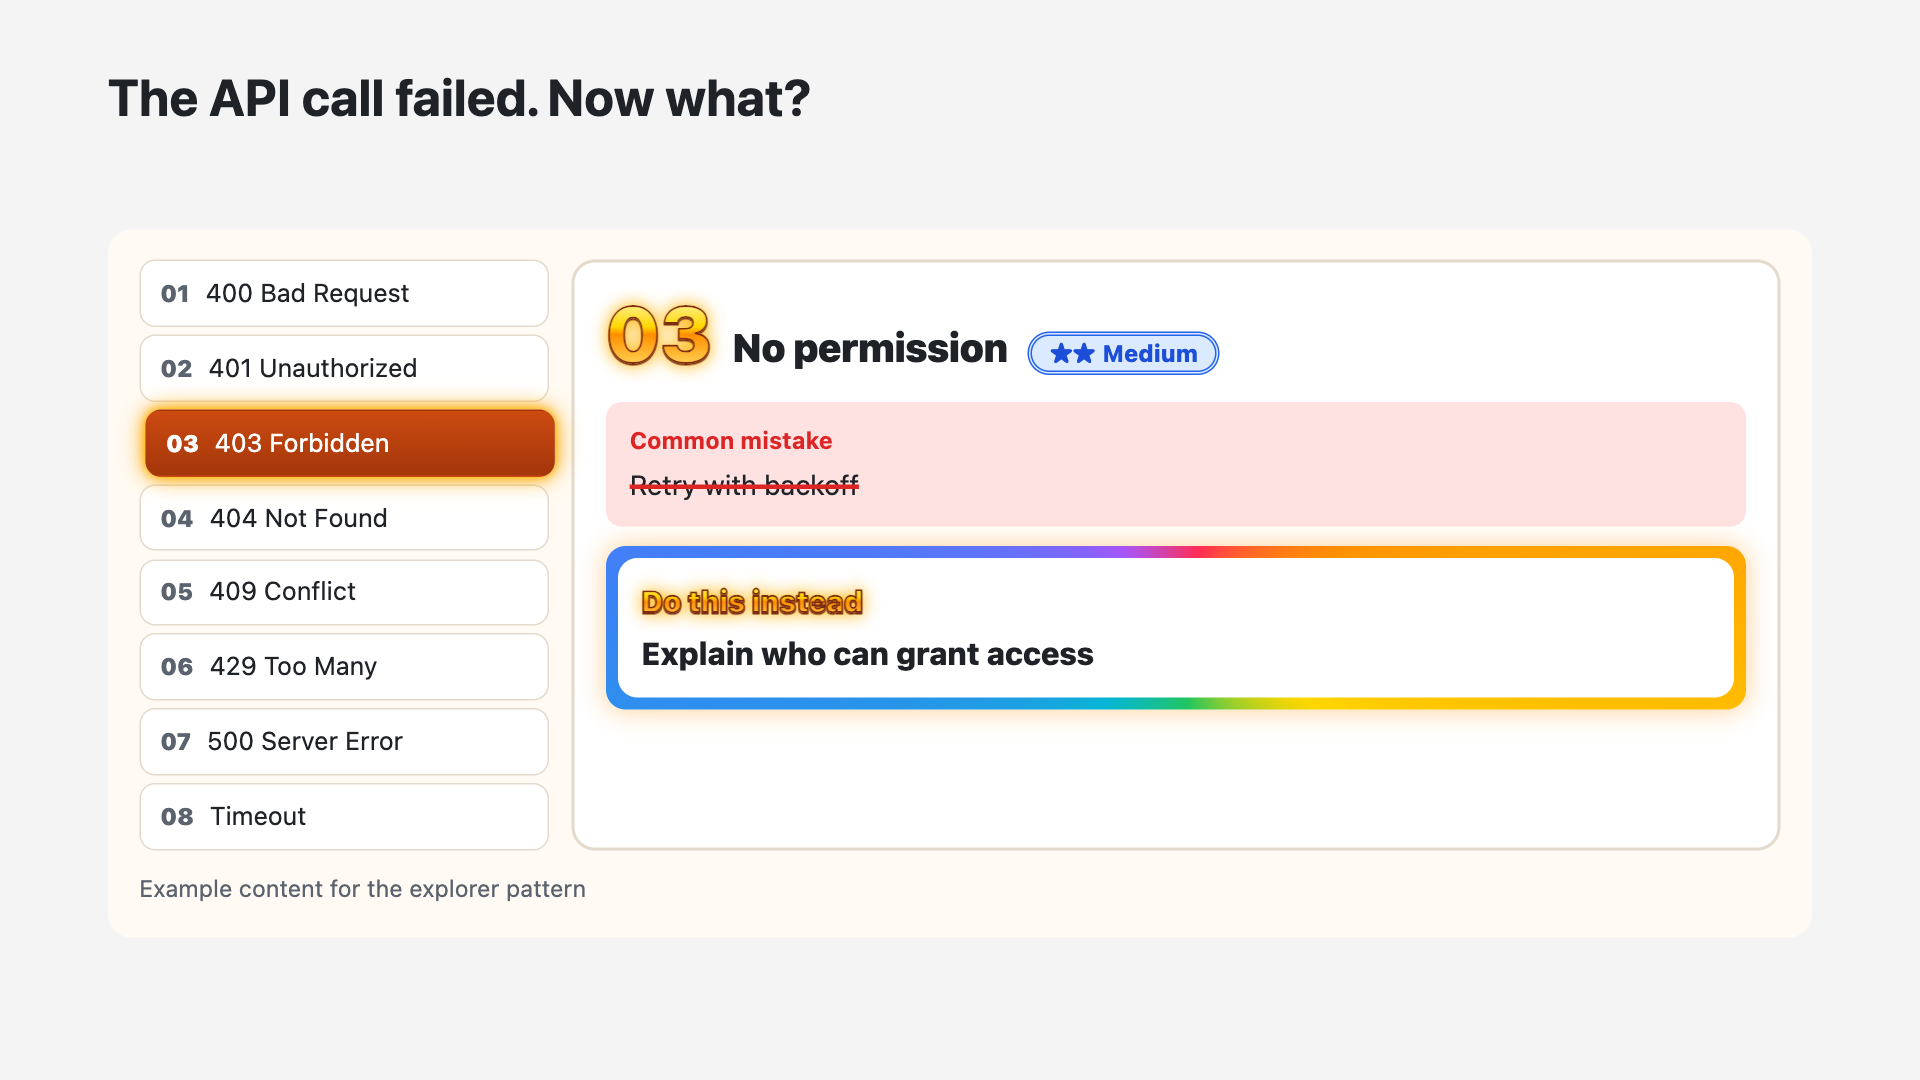 The API call failed. Now what?
01 400 Bad Request
02 401 Unauthorized
03 403 Forbidden
04 404 Not Found
05 409 Conflict
06 429 Too Many
07 500 Server Error
08 Timeout
03 No permission ★★ Medium
Common mistake
Retry with backoff
Do this instead
Explain who can grant access
Example content for the explorer pattern